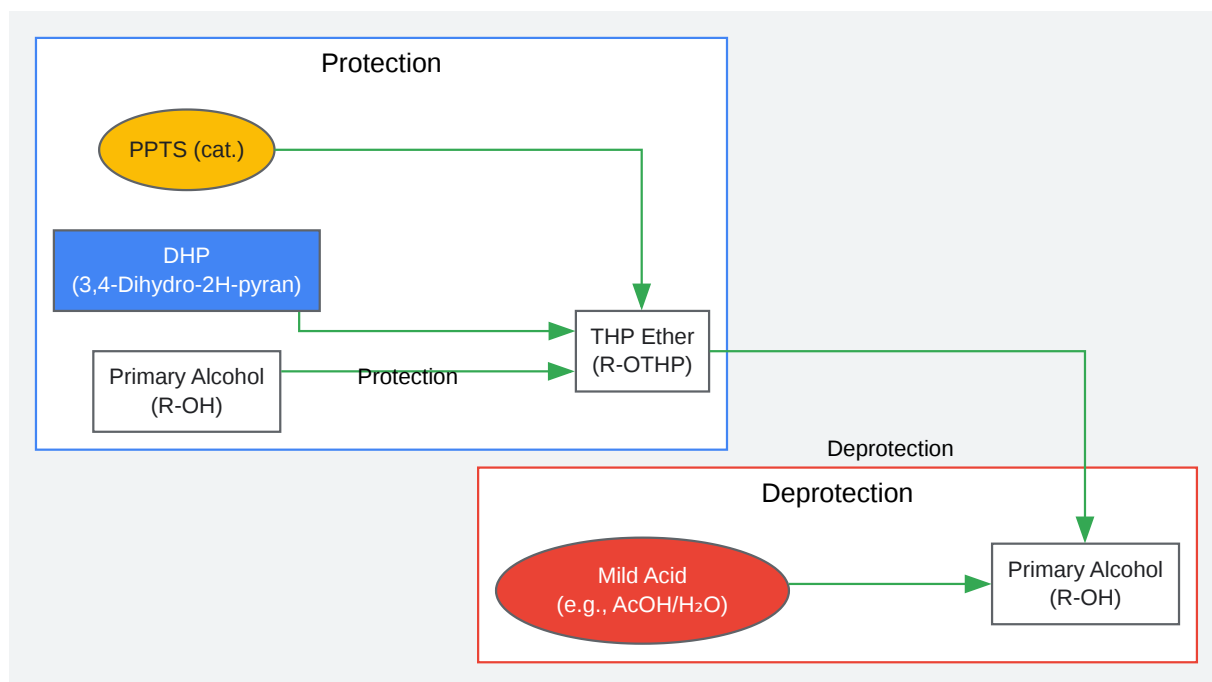 Protection
PPTS (cat.)
DHP
(3,4-Dihydro-2H-pyran)
THP Ether
(R-OTHP)
Primary Alcohol
(R-OH)
Protection
Deprotection
Deprotection
Mild Acid
(e.g., AcOH/H₂O)
Primary Alcohol
(R-OH)